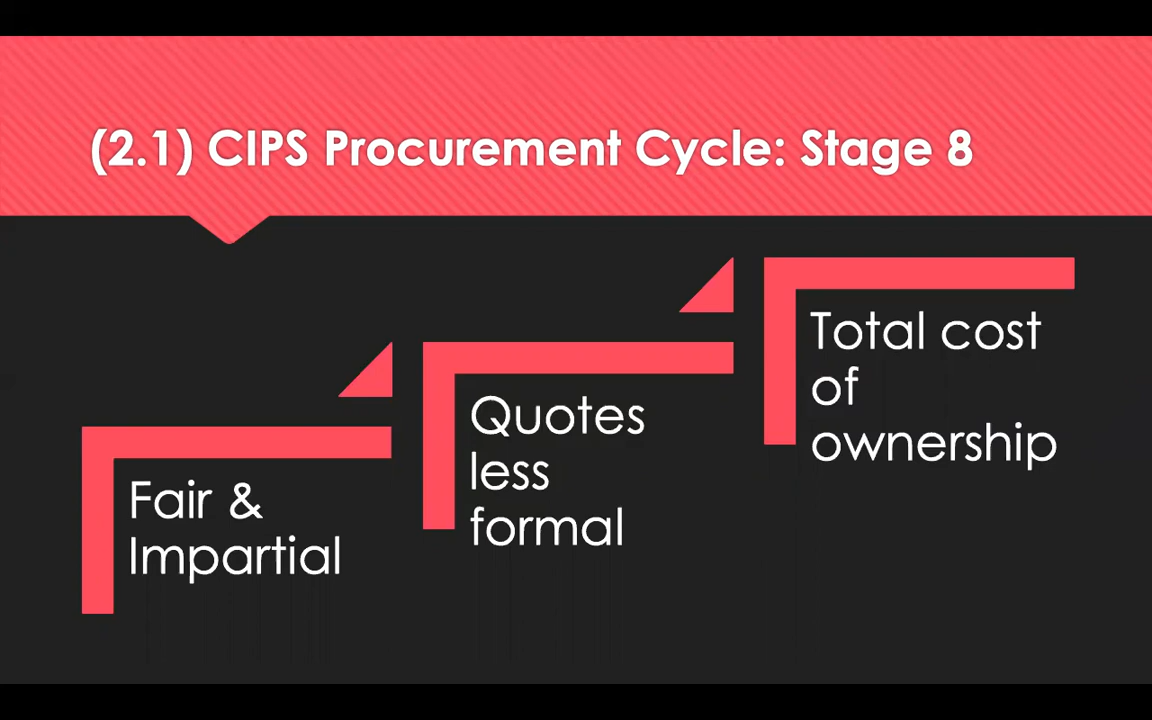 (2.1) CIPS Procurement Cycle: Stage 8
Fair &
Impartial
Quotes
less
formal
Total cost
of
ownership